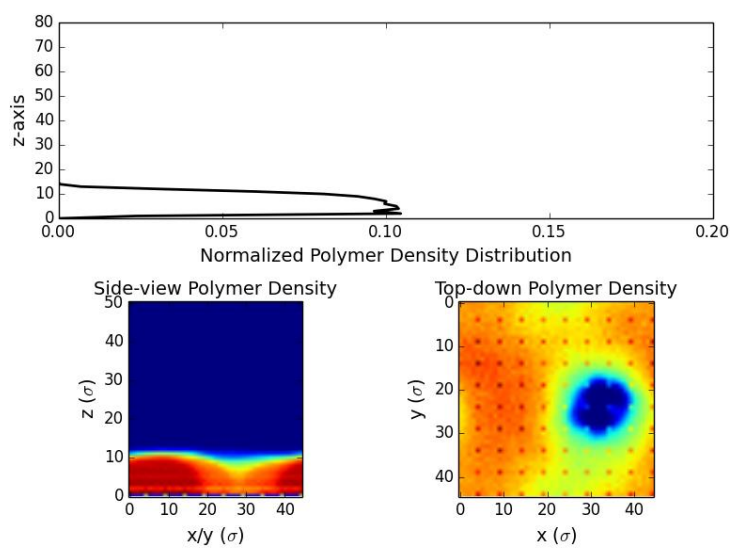 80
70
60
50
40
30
20
10
0
z-axis
0.00 0.05 0.10 0.15 0.20
Normalized Polymer Density Distribution
Side-view Polymer Density
50
40
30
20
10
0
z (σ)
0 10 20 30 40
x/y (σ)
Top-down Polymer Density
0
10
20
30
40
y (σ)
0 10 20 30 40
x (σ)